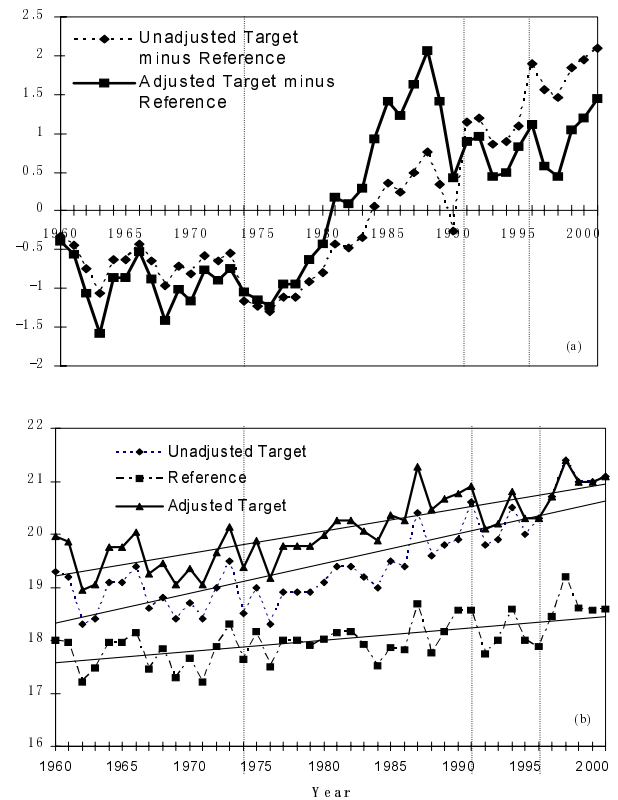 2.5
2
1.5
1
0.5
0
−0.5
−1
−1.5
−2
Unadjusted Target
minus Reference
Adjusted Target minus
Reference
1960 1965 1970 1975 1980 1985 1990 1995 2000
(a)
22
21
20
19
18
17
16
Unadjusted Target
Reference
Adjusted Target
(b)
1960 1965 1970 1975 1980 1985 1990 1995 2000
Year